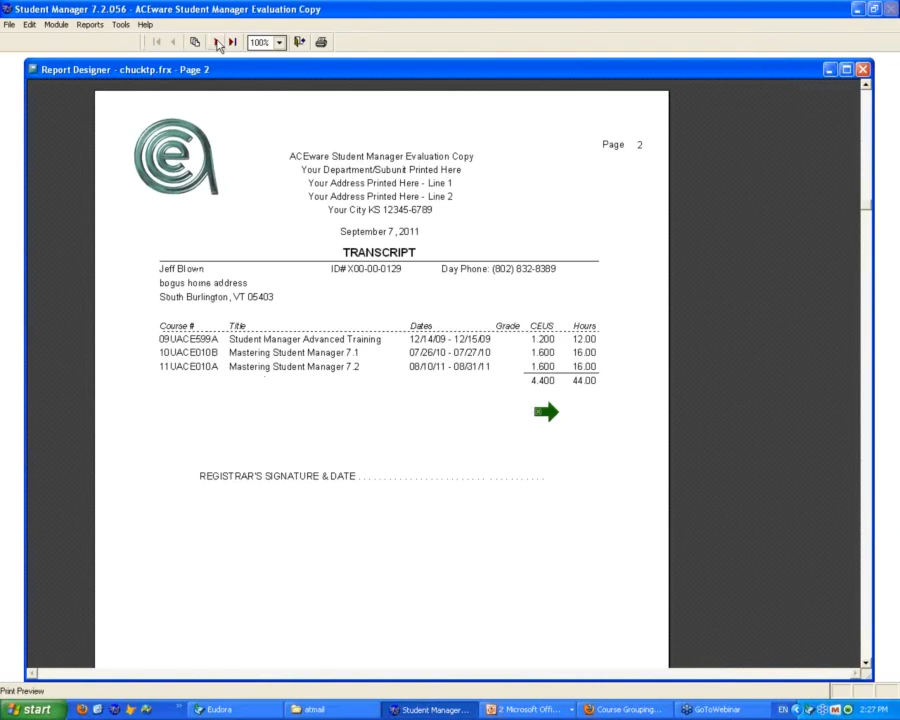 Student Manager 7.2.056 - ACEware Student Manager Evaluation Copy
File Edit Module Reports Tools Help
100%
Report Designer - chucktp.frx - Page 2
Page 2
ACEware Student Manager Evaluation Copy
Your Department/Subunit Printed Here
Your Address Printed Here - Line 1
Your Address Printed Here - Line 2
Your City KS 12345-6789
September 7, 2011
TRANSCRIPT
Jeff Blown ID# X00-00-0129 Day Phone: (802) 832-8389
bogus home address
South Burlington, VT 05403
Course # Title Dates Grade CEUS Hours
09UACE599A Student Manager Advanced Training 12/14/09 - 12/15/09 1.200 12.00
10UACE010B Mastering Student Manager 7.1 07/26/10 - 07/27/10 1.600 16.00
11UACE010A Mastering Student Manager 7.2 08/10/11 - 08/31/11 1.600 16.00
4.400 44.00
REGISTRAR'S SIGNATURE & DATE . . . . . . . . . . . . . . . . . . . . . . . . . . . . . . . . . . .
Print Preview
start Eudora atmail Student Manager... 2 Microsoft Offi... Course Grouping... GoToWebinar EN 2:27 PM